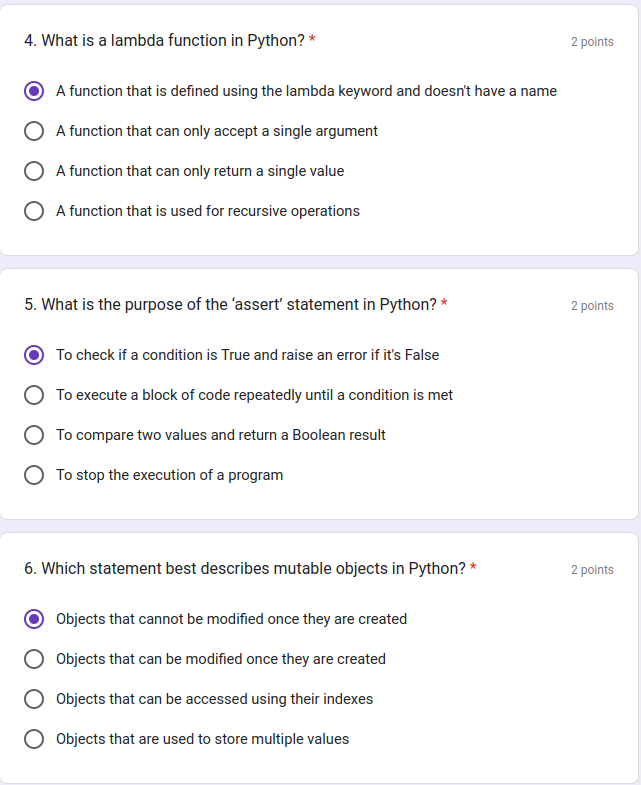 4. What is a lambda function in Python? *
2 points
A function that is defined using the lambda keyword and doesn't have a name
A function that can only accept a single argument
A function that can only return a single value
A function that is used for recursive operations
5. What is the purpose of the ‘assert’ statement in Python? *
2 points
To check if a condition is True and raise an error if it's False
To execute a block of code repeatedly until a condition is met
To compare two values and return a Boolean result
To stop the execution of a program
6. Which statement best describes mutable objects in Python? *
2 points
Objects that cannot be modified once they are created
Objects that can be modified once they are created
Objects that can be accessed using their indexes
Objects that are used to store multiple values